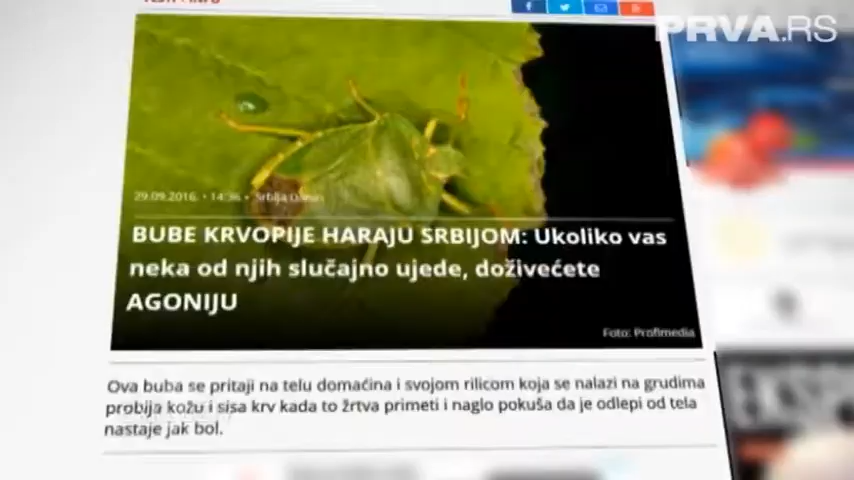 PRVA.RS
29.09.2016. • 14:36 • Srbija Danas
BUBE KRVOPIJE HARAJU SRBIJOM: Ukoliko vas
neka od njih slučajno ujede, doživećete
AGONIJU
Foto: Profimedia
Ova buba se pritaji na telu domaćina i svojom rilicom koja se nalazi na grudima
probija kožu i sisa krv kada to žrtva primeti i naglo pokuša da je odlepi od tela
nastaje jak bol.